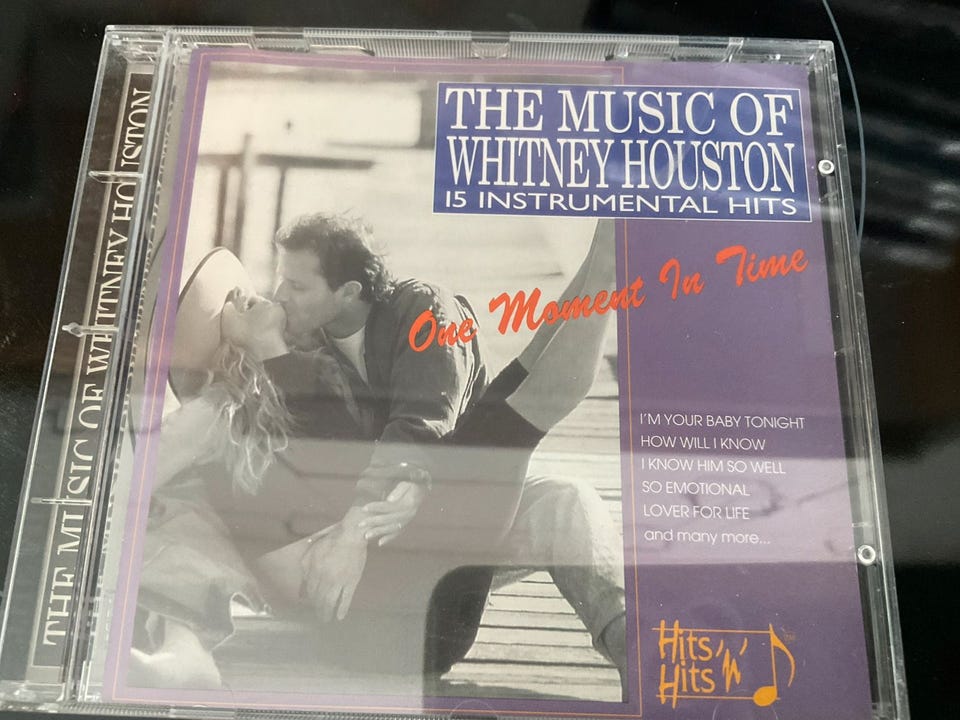 THE MUSIC OF WHITNEY HOUSTON
THE MUSIC OF
WHITNEY HOUSTON
15 INSTRUMENTAL HITS
One Moment In Time
I'M YOUR BABY TONIGHT
HOW WILL I KNOW
I KNOW HIM SO WELL
SO EMOTIONAL
LOVER FOR LIFE
and many more...
Hits 'n'
Hits